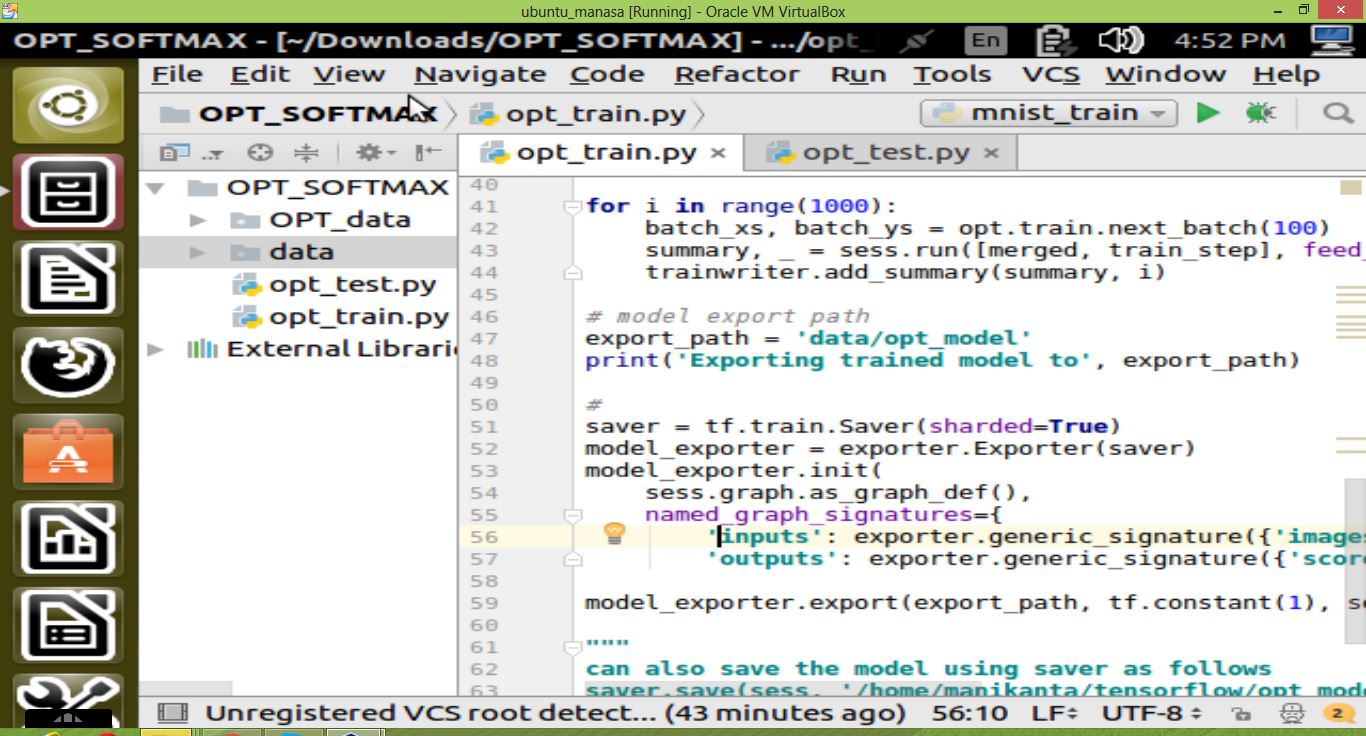 ubuntu_manasa [Running] - Oracle VM VirtualBox
OPT_SOFTMAX - [~/Downloads/OPT_SOFTMAX] - .../opt_ En 4:52 PM
File Edit View Navigate Code Refactor Run Tools VCS Window Help
OPT_SOFTMAX opt_train.py mnist_train
opt_train.py × opt_test.py ×
OPT_SOFTMAX
OPT_data
data
opt_test.py
opt_train.py
External Librari
40
41 for i in range(1000):
42 batch_xs, batch_ys = opt.train.next_batch(100)
43 summary, _ = sess.run([merged, train_step], feed_
44 trainwriter.add_summary(summary, i)
45
46 # model export path
47 export_path = 'data/opt_model'
48 print('Exporting trained model to', export_path)
49
50 #
51 saver = tf.train.Saver(sharded=True)
52 model_exporter = exporter.Exporter(saver)
53 model_exporter.init(
54 sess.graph.as_graph_def(),
55 named_graph_signatures={
56 'inputs': exporter.generic_signature({'images
57 'outputs': exporter.generic_signature({'scor
58
59 model_exporter.export(export_path, tf.constant(1), se
60
61 """
62 can also save the model using saver as follows
63 saver.save(sess, '/home/manikanta/tensorflow/opt_mod
Unregistered VCS root detect... (43 minutes ago) 56:10 LF UTF-8 2